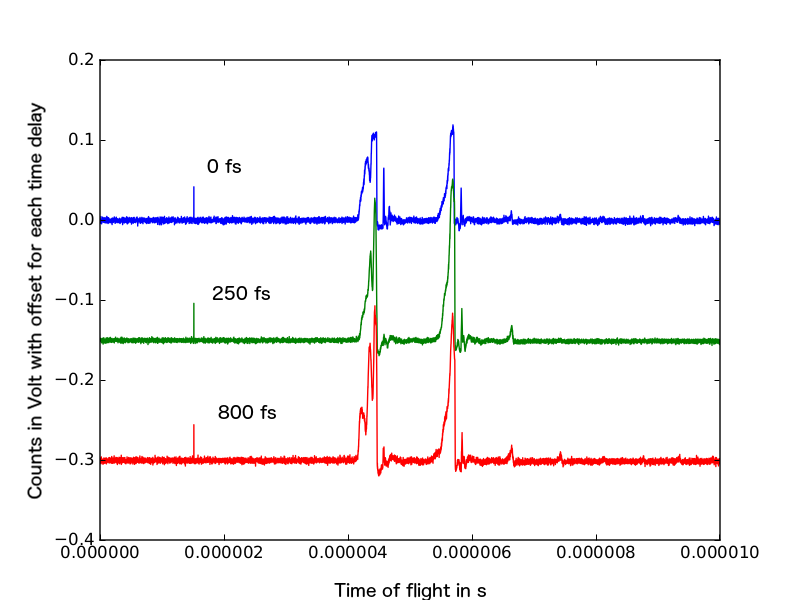 Counts in Volt with offset for each time delay
0.2
0.1
0.0
−0.1
−0.2
−0.3
−0.4
0 fs
250 fs
800 fs
0.000000 0.000002 0.000004 0.000006 0.000008 0.000010
Time of flight in s